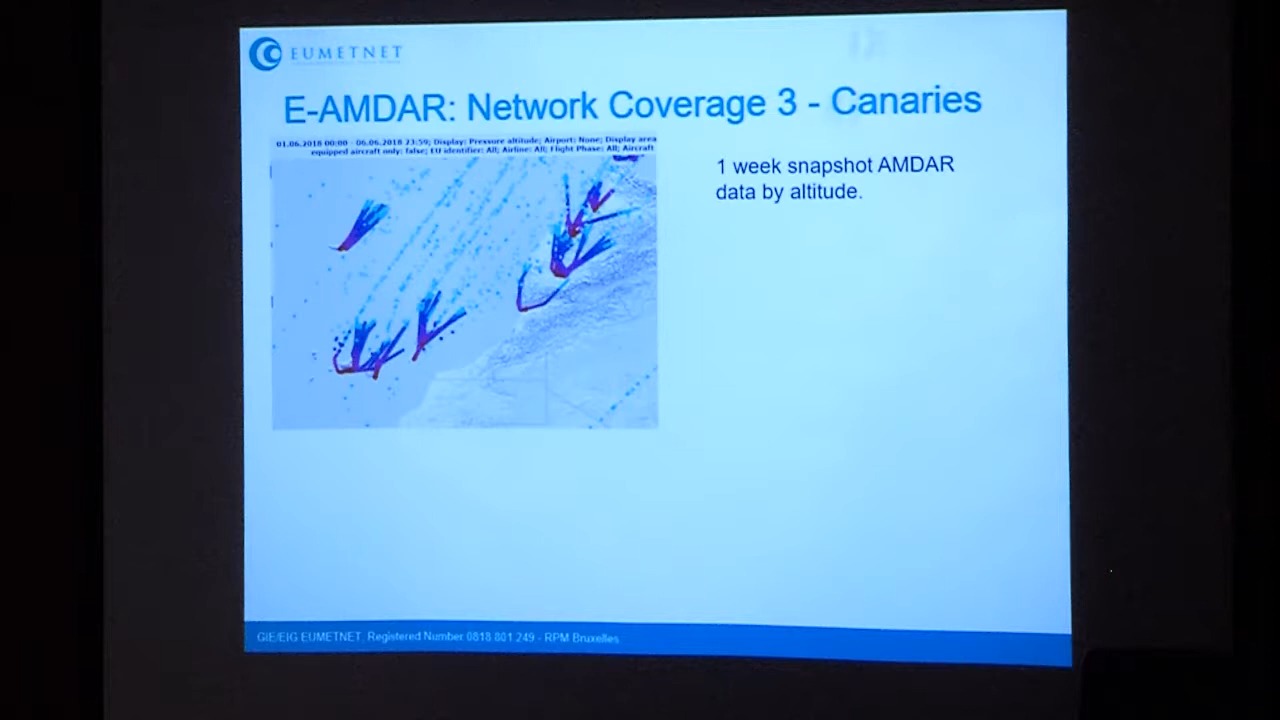 EUMETNET
E-AMDAR: Network Coverage 3 - Canaries
01.06.2018 00:00 - 06.06.2018 23:59; Display: Pressure altitude; Airport: None; Display area
equipped aircraft only: false; EU identifier: All; Airline: All; Flight Phase: All; Aircraft
1 week snapshot AMDAR
data by altitude.
GIE/EIG EUMETNET, Registered Number 0818.801.249 - RPM Bruxelles